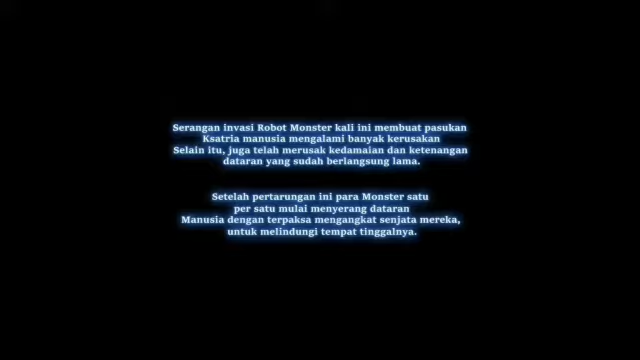 Serangan invasi Robot Monster kali ini membuat pasukan
Ksatria manusia mengalami banyak kerusakan
Selain itu, juga telah merusak kedamaian dan ketenangan
dataran yang sudah berlangsung lama.
Setelah pertarungan ini para Monster satu
per satu mulai menyerang dataran
Manusia dengan terpaksa mengangkat senjata mereka,
untuk melindungi tempat tinggalnya.